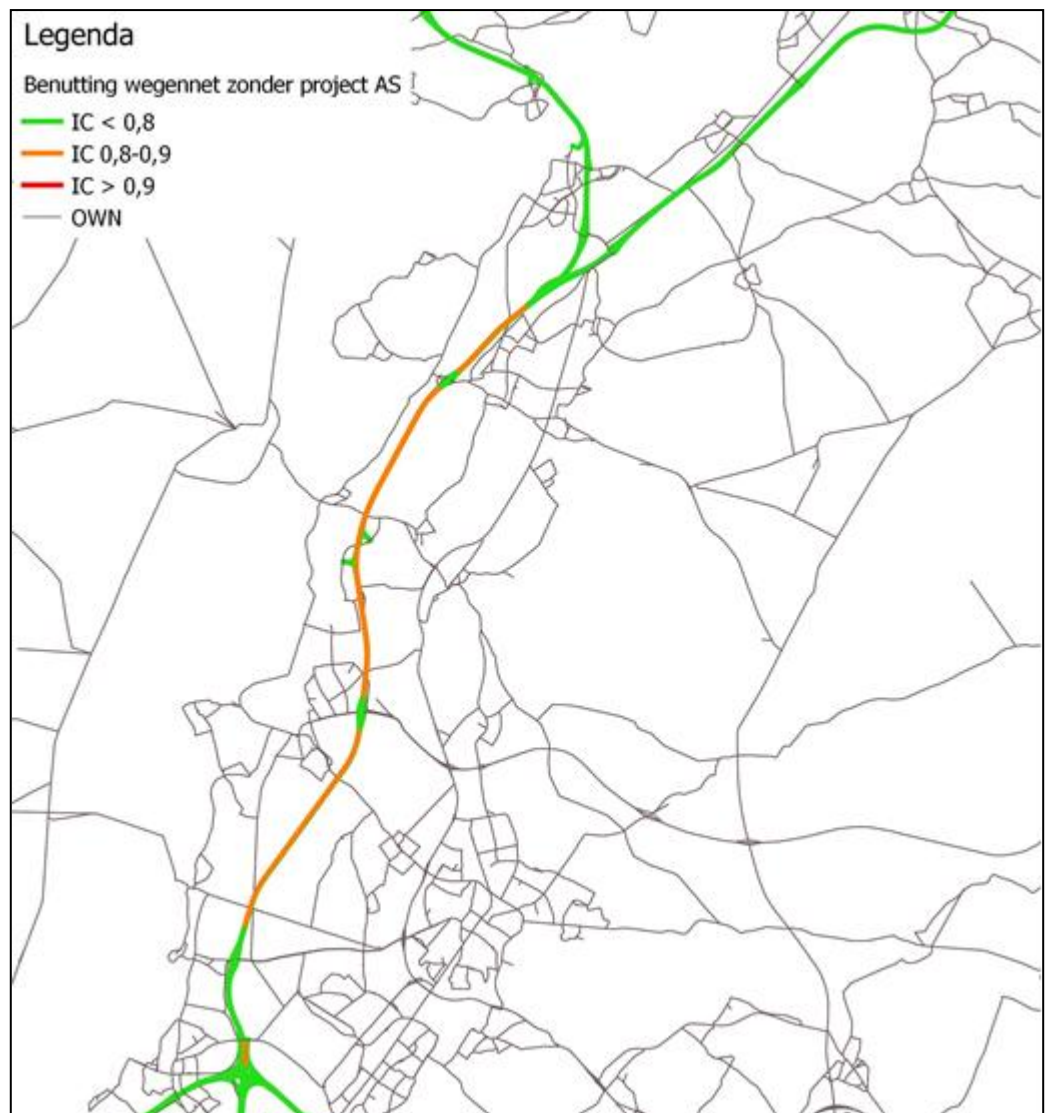 Legenda
Benutting wegennet zonder project AS
IC < 0,8
IC 0,8-0,9
IC > 0,9
OWN